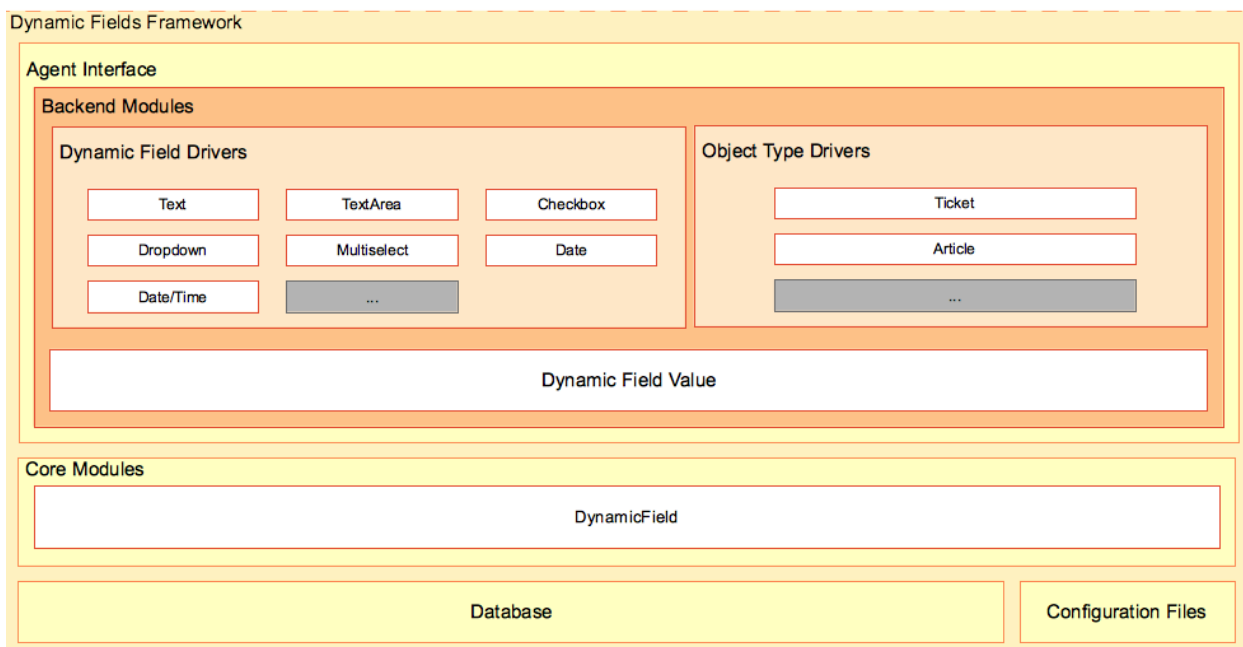 Dynamic Fields Framework
Agent Interface
Backend Modules
Dynamic Field Drivers
Text
TextArea
Checkbox
Dropdown
Multiselect
Date
Date/Time
...
Object Type Drivers
Ticket
Article
...
Dynamic Field Value
Core Modules
DynamicField
Database
Configuration Files